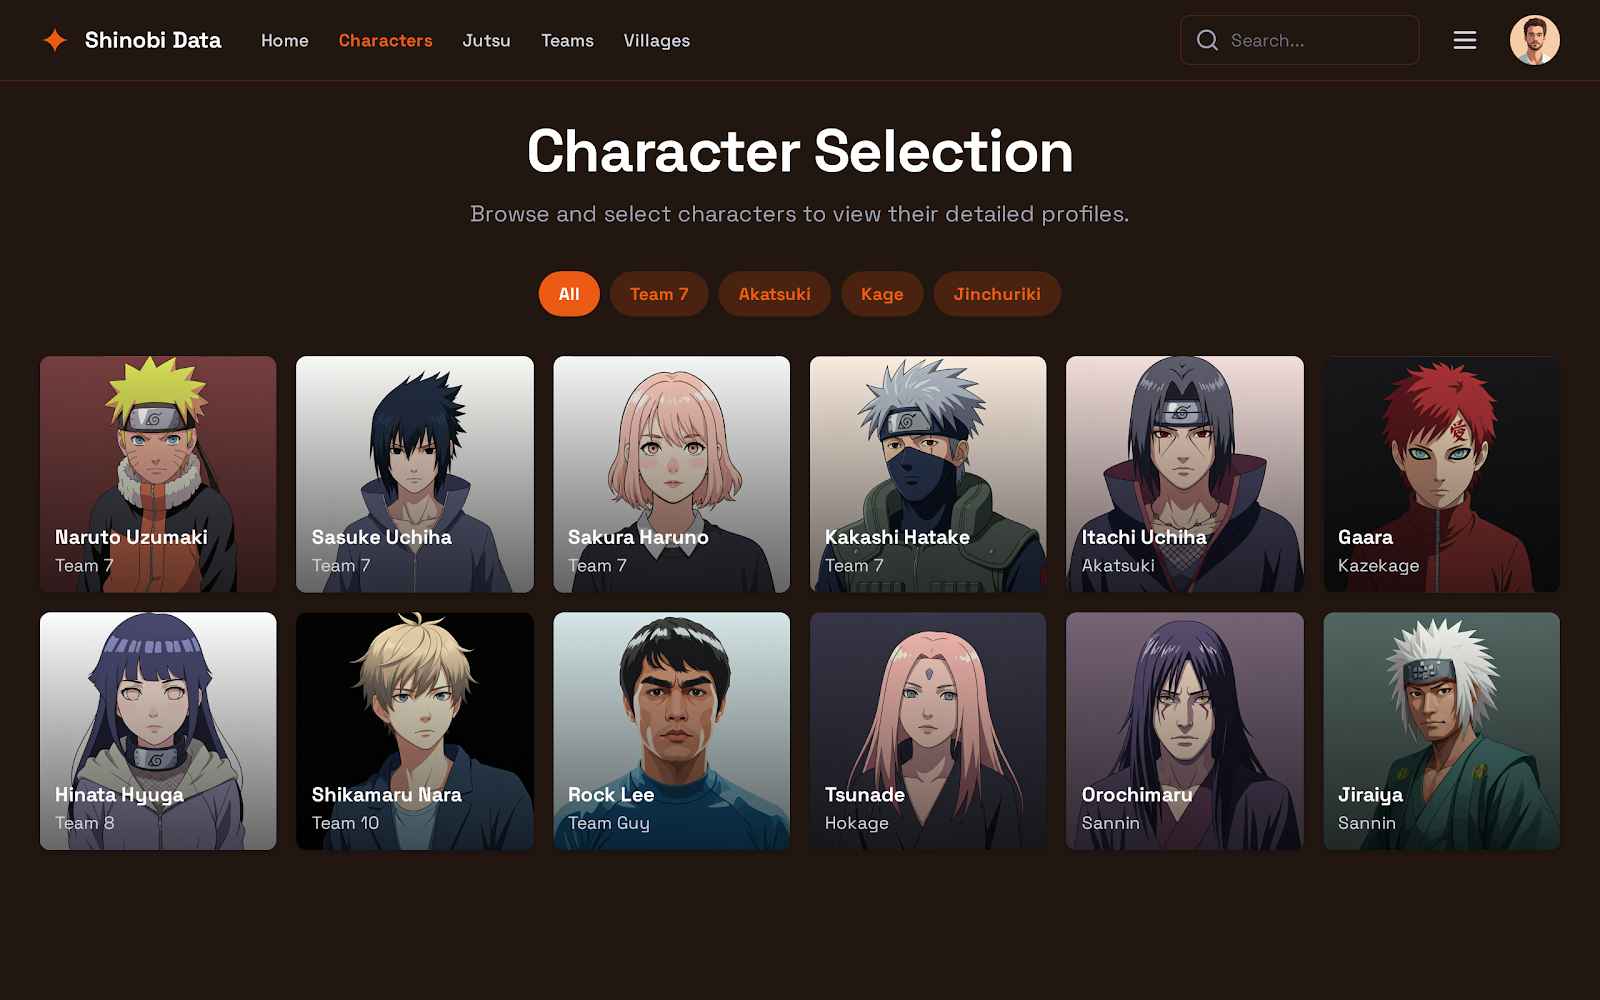 Shinobi Data
Home
Characters
Jutsu
Teams
Villages
Search...
Character Selection
Browse and select characters to view their detailed profiles.
All
Team 7
Akatsuki
Kage
Jinchuriki
愛
Naruto Uzumaki
Team 7
Sasuke Uchiha
Team 7
Sakura Haruno
Team 7
Kakashi Hatake
Team 7
Itachi Uchiha
Akatsuki
Gaara
Kazekage
Hinata Hyuga
Team 8
Shikamaru Nara
Team 10
Rock Lee
Team Guy
Tsunade
Hokage
Orochimaru
Sannin
Jiraiya
Sannin